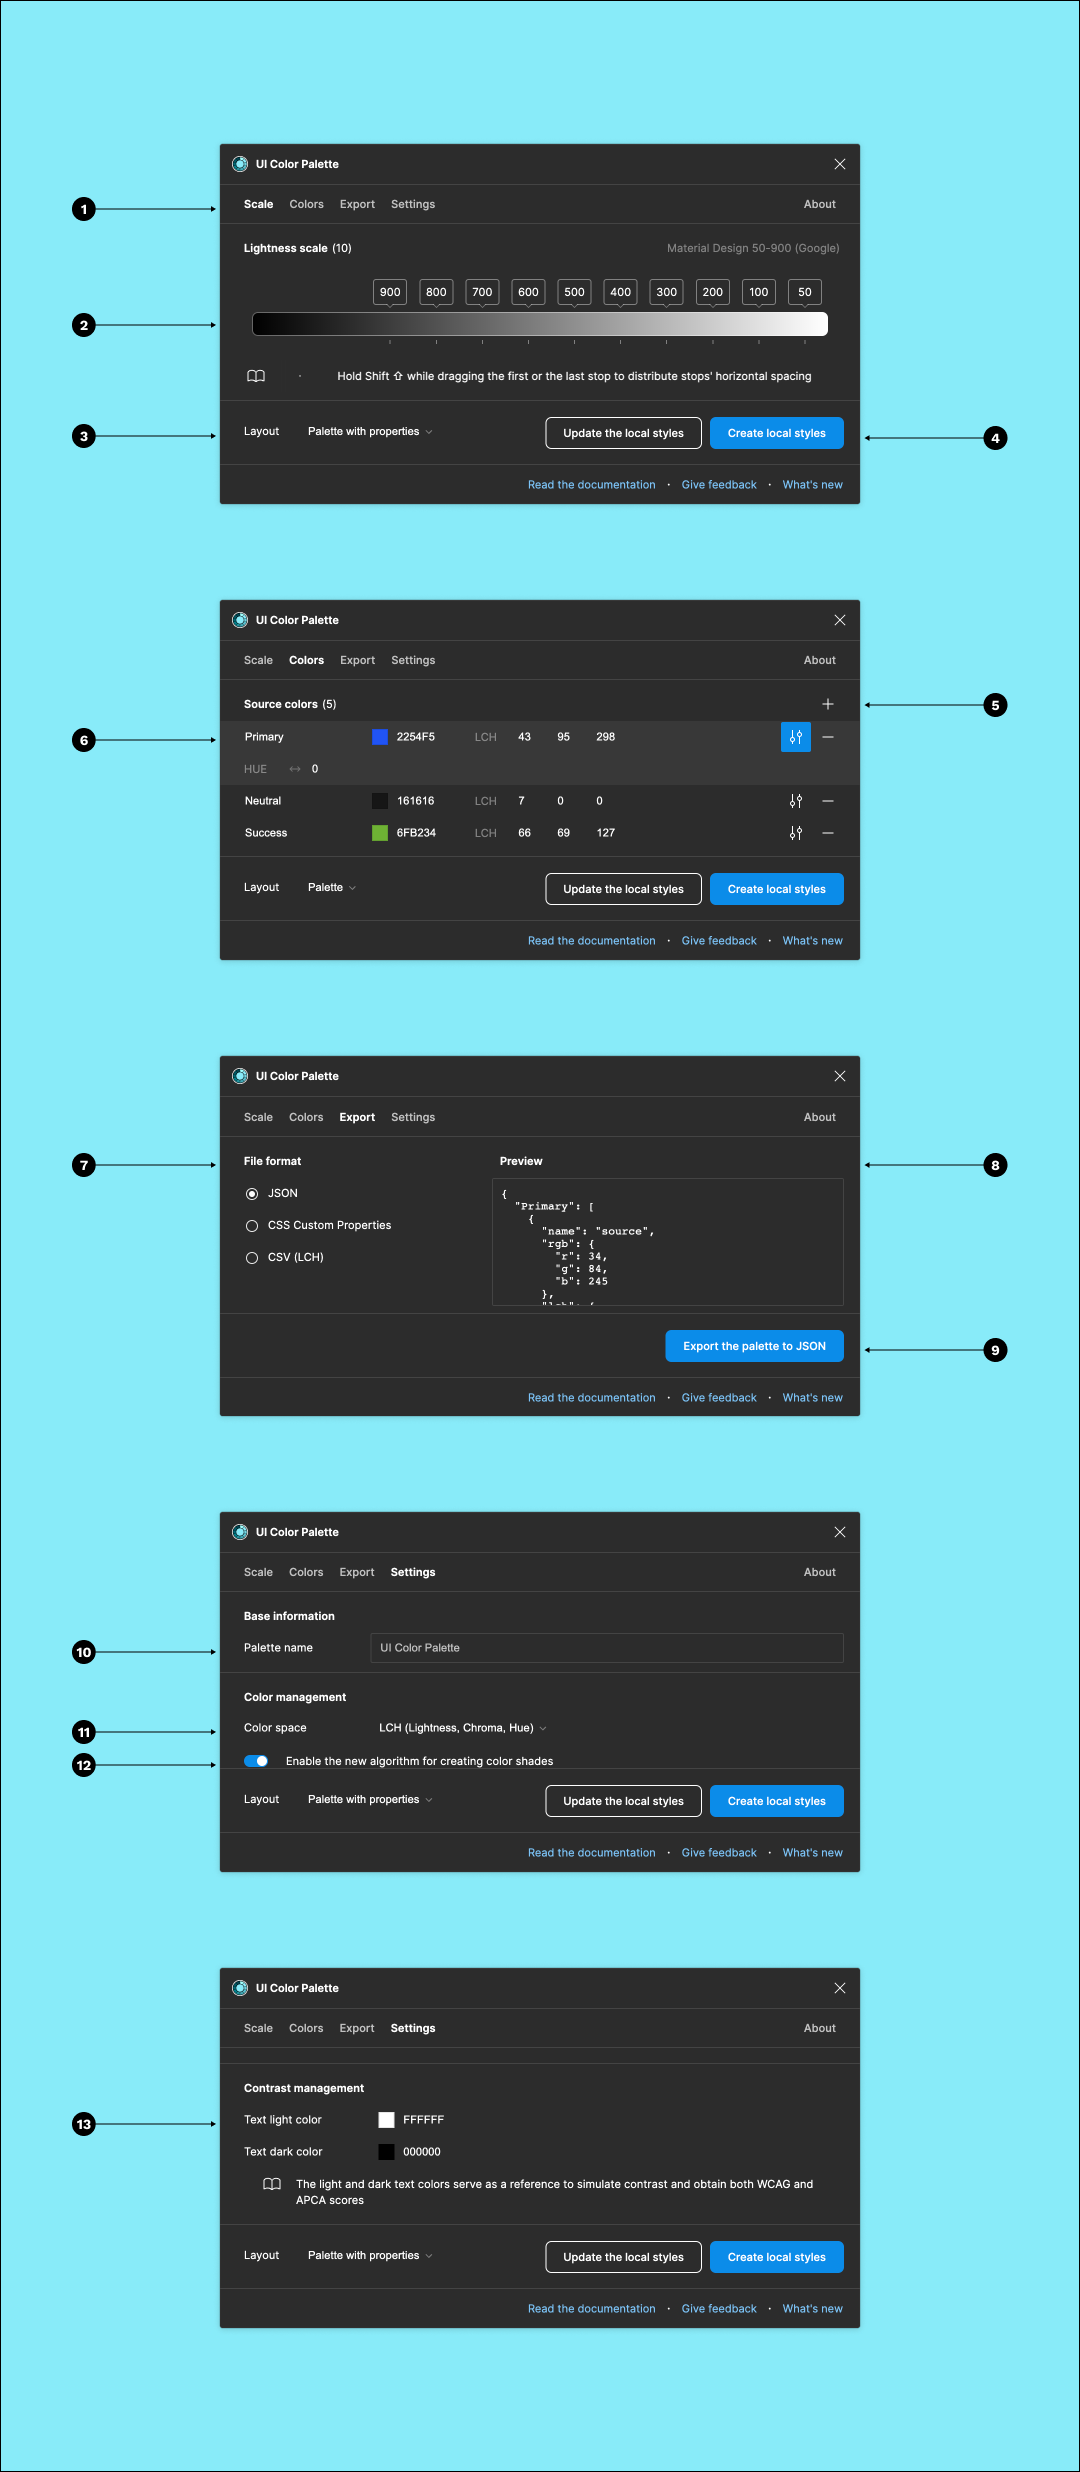 UI Color Palette
1
Scale Colors Export Settings About
Lightness scale (10) Material Design 50-900 (Google)
900 800 700 600 500 400 300 200 100 50
2
Hold Shift ⇧ while dragging the first or the last stop to distribute stops' horizontal spacing
3
Layout Palette with properties Update the local styles Create local styles
4
Read the documentation · Give feedback · What's new
UI Color Palette
Scale Colors Export Settings About
Source colors (5)
5
6
Primary 2254F5 LCH 43 95 298
HUE ↔ 0
Neutral 161616 LCH 7 0 0
Success 6FB234 LCH 66 69 127
Layout Palette Update the local styles Create local styles
Read the documentation · Give feedback · What's new
UI Color Palette
Scale Colors Export Settings About
7
File format
JSON
CSS Custom Properties
CSV (LCH)
Preview
8
{
"Primary": [
{
"name": "source",
"rgb": {
"r": 34,
"g": 84,
"b": 245
},
Export the palette to JSON
9
Read the documentation · Give feedback · What's new
UI Color Palette
Scale Colors Export Settings About
Base information
10
Palette name UI Color Palette
Color management
11
Color space LCH (Lightness, Chroma, Hue)
12
Enable the new algorithm for creating color shades
Layout Palette with properties Update the local styles Create local styles
Read the documentation · Give feedback · What's new
UI Color Palette
Scale Colors Export Settings About
Contrast management
13
Text light color FFFFFF
Text dark color 000000
The light and dark text colors serve as a reference to simulate contrast and obtain both WCAG and
APCA scores
Layout Palette with properties Update the local styles Create local styles
Read the documentation · Give feedback · What's new